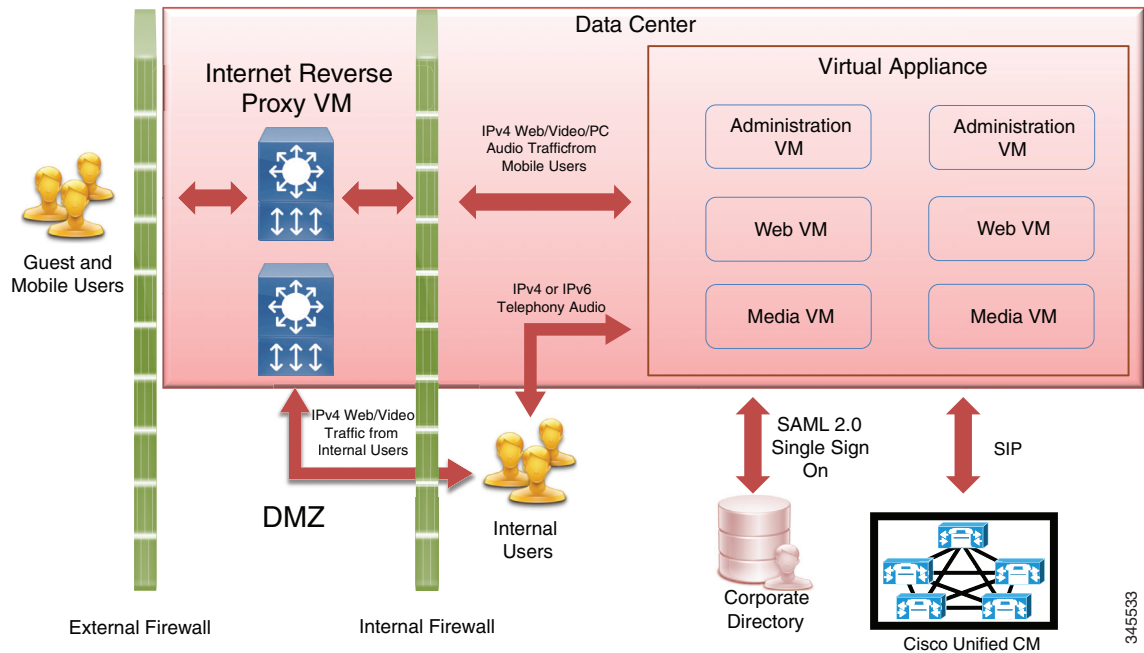 Data Center
Internet Reverse
Proxy VM
Virtual Appliance
Administration
VM
Administration
VM
IPv4 Web/Video/PC
Audio Trafficfrom
Mobile Users
Web VM
Web VM
Guest and
Mobile Users
IPv4 or IPv6
Telephony Audio
Media VM
Media VM
IPv4 Web/Video
Traffic from
Internal Users
SAML 2.0
Single Sign
On
SIP
DMZ
Internal
Users
Corporate
Directory
External Firewall
Internal Firewall
Cisco Unified CM
345533